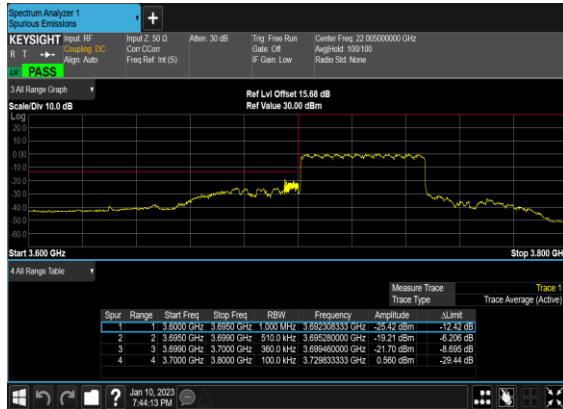 Spectrum Analyzer 1
Spurious Emissions
+
KEYSIGHT Input: RF Input Z: 50 Ω Atten: 30 dB Trig: Free Run Center Freq: 22.005000000 GHz
R T Coupling: DC Corr CCorr Gate: Off Avg|Hold: 100/100
Align: Auto Freq Ref: Int (S) IF Gain: Low Radio Std: None
PASS
3 All Range Graph
Ref Lvl Offset 15.68 dB
Scale/Div 10.0 dB Ref Value 30.00 dBm
Log
20.0
10.0
0.00
-10.0
-20.0
-30.0
-40.0
-50.0
-60.0
Start 3.600 GHz Stop 3.800 GH
4 All Range Table
Measure Trace Trace 1
Trace Type Trace Average (Active)
Spur Range Start Freq Stop Freq RBW Frequency Amplitude ΔLimit
1 1 3.6000 GHz 3.6950 GHz 1.000 MHz 3.692308333 GHz -25.42 dBm -12.42 dB
2 2 3.6950 GHz 3.6990 GHz 510.0 kHz 3.695280000 GHz -19.21 dBm -6.206 dB
3 3 3.6990 GHz 3.7000 GHz 360.0 kHz 3.699460000 GHz -21.70 dBm -8.695 dB
4 4 3.7000 GHz 3.8000 GHz 100.0 kHz 3.729833333 GHz 0.560 dBm -29.44 dB
? Jan 10, 2023
7:44:13 PM